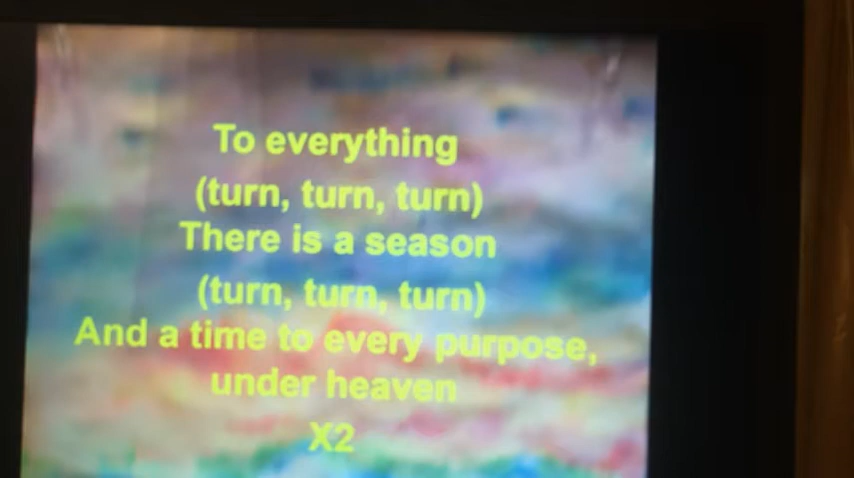 To everything
(turn, turn, turn)
There is a season
(turn, turn, turn)
And a time to every purpose,
under heaven
X2